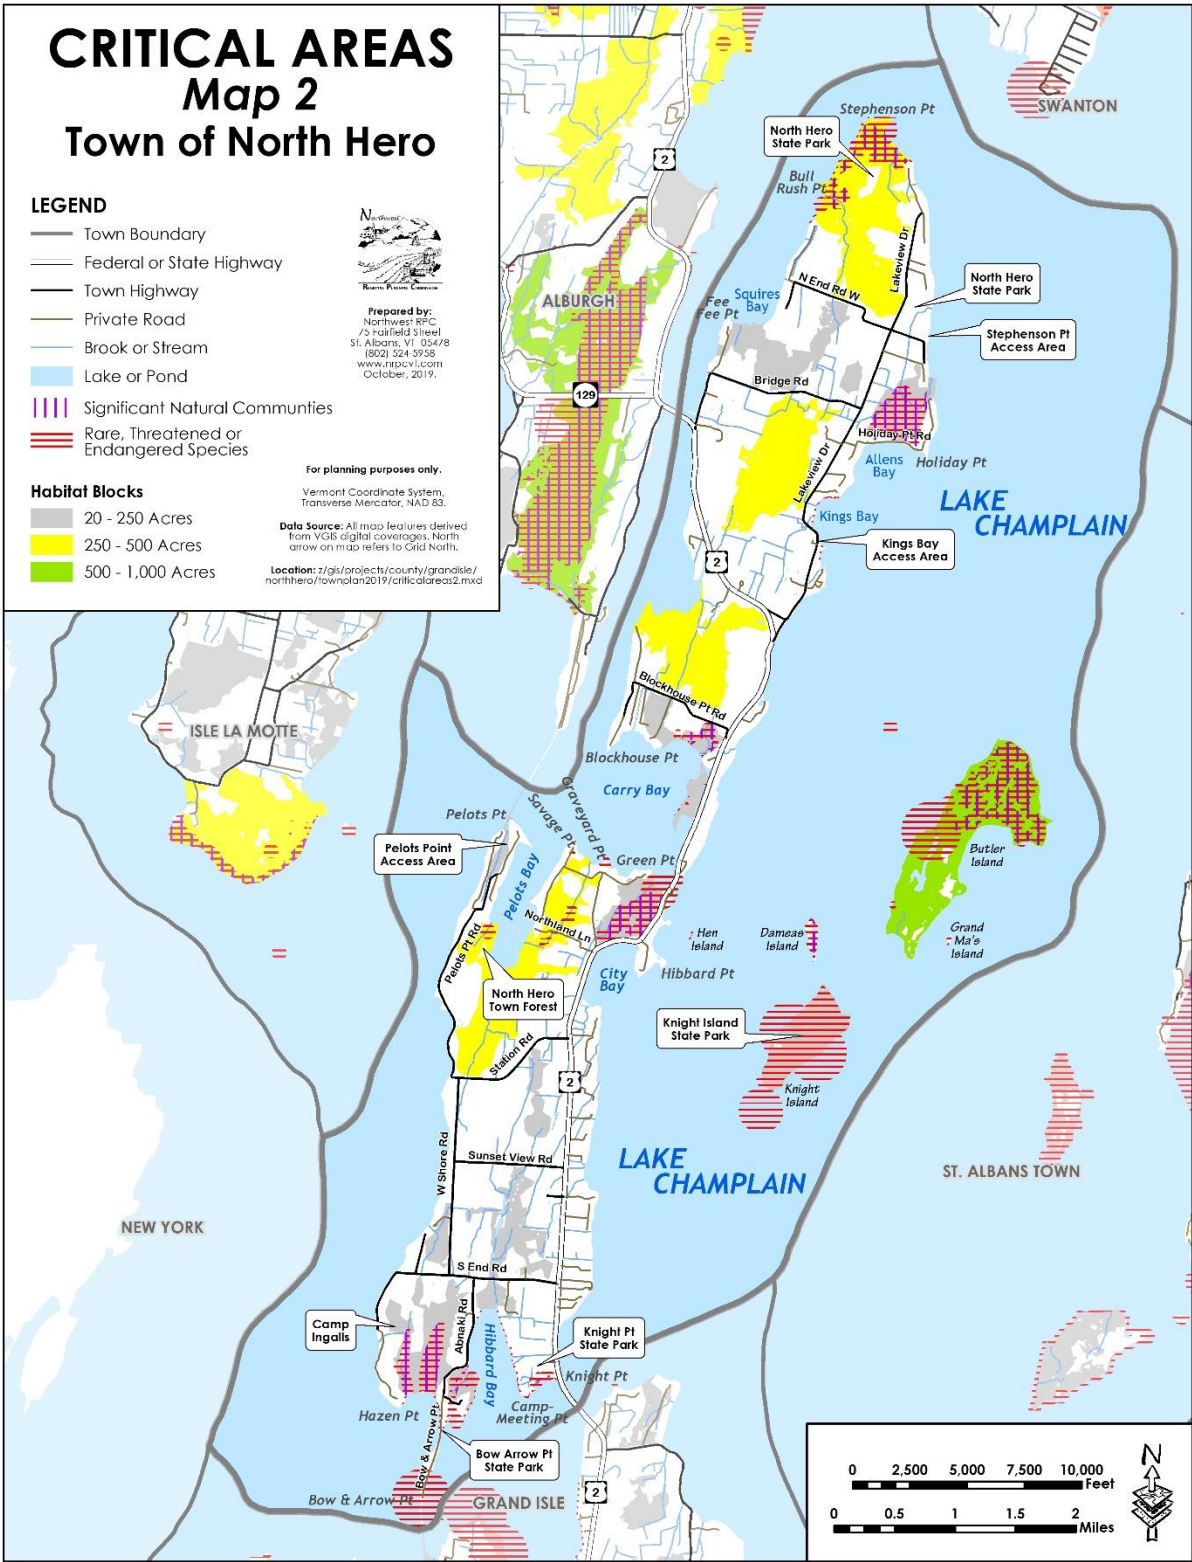 CRITICAL AREAS
Map 2
Town of North Hero
LEGEND
Town Boundary
Federal or State Highway
Town Highway
Private Road
Brook or Stream
Lake or Pond
Significant Natural Communties
Rare, Threatened or
Endangered Species
Habitat Blocks
20 - 250 Acres
250 - 500 Acres
500 - 1,000 Acres
Northwest
REGIONAL PLANNING COMMISSION
Prepared by:
Northwest RPC
75 Fairfield Street
St. Albans, VT 05478
(802) 524-5958
www.nrpcvt.com
October, 2019.
For planning purposes only.
Vermont Coordinate System,
Transverse Mercator, NAD 83.
Data Source: All map features derived
from VGIS digital coverages. North
arrow on map refers to Grid North.
Location: z/gis/projects/county/grandisle/
northhero/townplan2019/criticalareas2.mxd
SWANTON
Stephenson Pt
North Hero
State Park
2
Bull
Rush Pt
Lakeview Dr
North Hero
State Park
N End Rd W
Squires
Bay
Fee
Fee Pt
ALBURGH
Stephenson Pt
Access Area
129
Bridge Rd
Holiday Pt Rd
Allens
Bay
Holiday Pt
Lakeview Dr
LAKE
CHAMPLAIN
Kings Bay
Kings Bay
Access Area
2
Blockhouse Pt Rd
ISLE LA MOTTE
Blockhouse Pt
Carry Bay
Pelots Pt
Savage Pt
Graveyard Pt
Pelots Point
Access Area
Green Pt
Butler
Island
Pelots Bay
Northland Ln
Pelots Pt Rd
Hen
Island
Dameas
Island
Grand
Ma's
Island
City
Bay
Hibbard Pt
North Hero
Town Forest
Knight Island
State Park
Station Rd
2
Knight
Island
W Shore Rd
Sunset View Rd
LAKE
CHAMPLAIN
ST. ALBANS TOWN
NEW YORK
S End Rd
Abnaki Rd
Camp
Ingalls
Hibbard Bay
Knight Pt
State Park
Knight Pt
Hazen Pt
Camp-
Meeting Pt
Bow & Arrow Pt
Bow Arrow Pt
State Park
Bow & Arrow Pt
GRAND ISLE
2
0 2,500 5,000 7,500 10,000
Feet
0 0.5 1 1.5 2
Miles
N